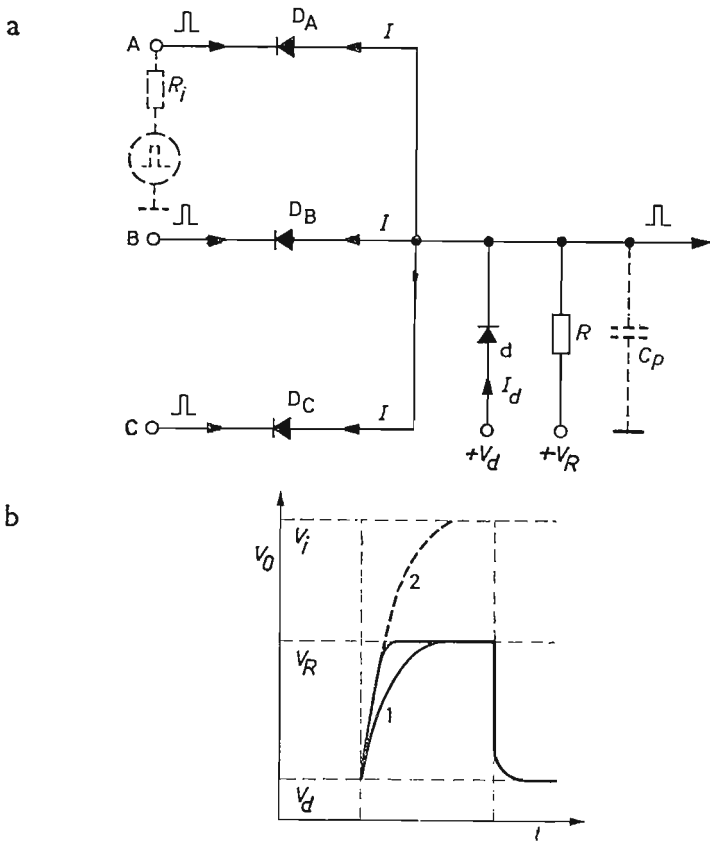 a
A
D_A
I
R_i
B
D_B
I
C
D_C
I
d
I_d
+V_d
R
+V_R
C_p
b
V_i
V_0
2
V_R
1
V_d
t